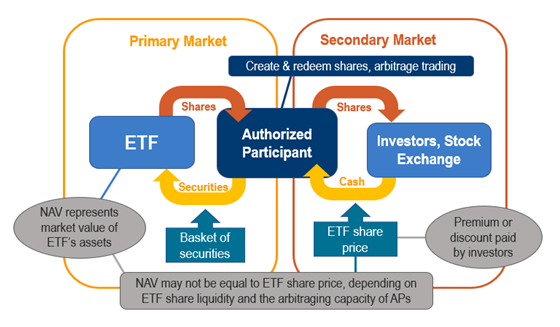 Primary Market
Secondary Market
Create & redeem shares, arbitrage trading
Shares
Shares
ETF
Authorized
Participant
Investors, Stock
Exchange
Securities
Cash
NAV represents
market value of
ETF's assets
Basket of
securities
ETF share
price
Premium or
discount paid
by investors
NAV may not be equal to ETF share price, depending on
ETF share liquidity and the arbitraging capacity of APs